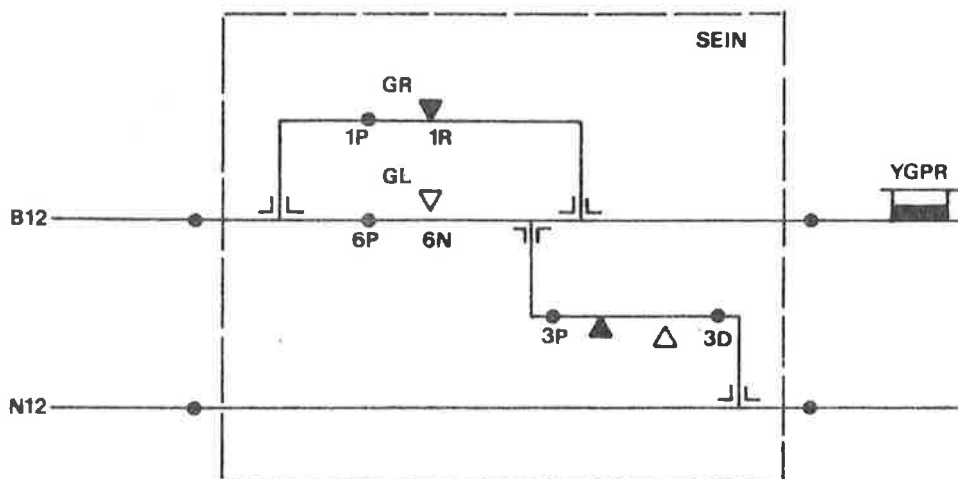 SEIN
GR
1P 1R
YGPR
GL
B12
6P 6N
3P 3D
N12